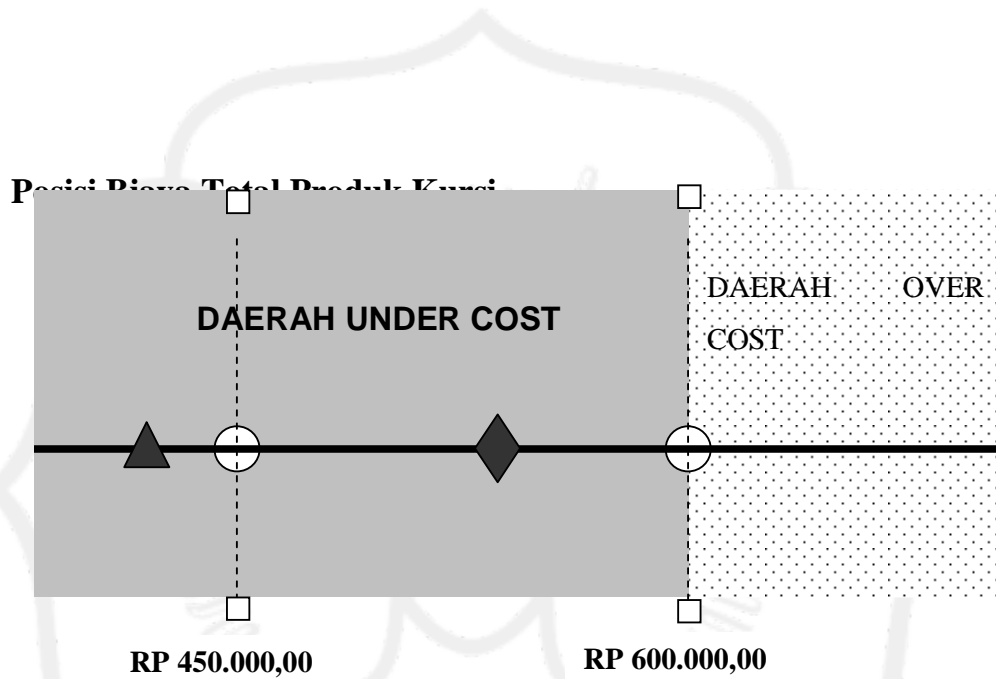 Posisi Biaya Total Produk Kursi
DAERAH UNDER COST
DAERAH OVER
COST
RP 450.000,00
RP 600.000,00